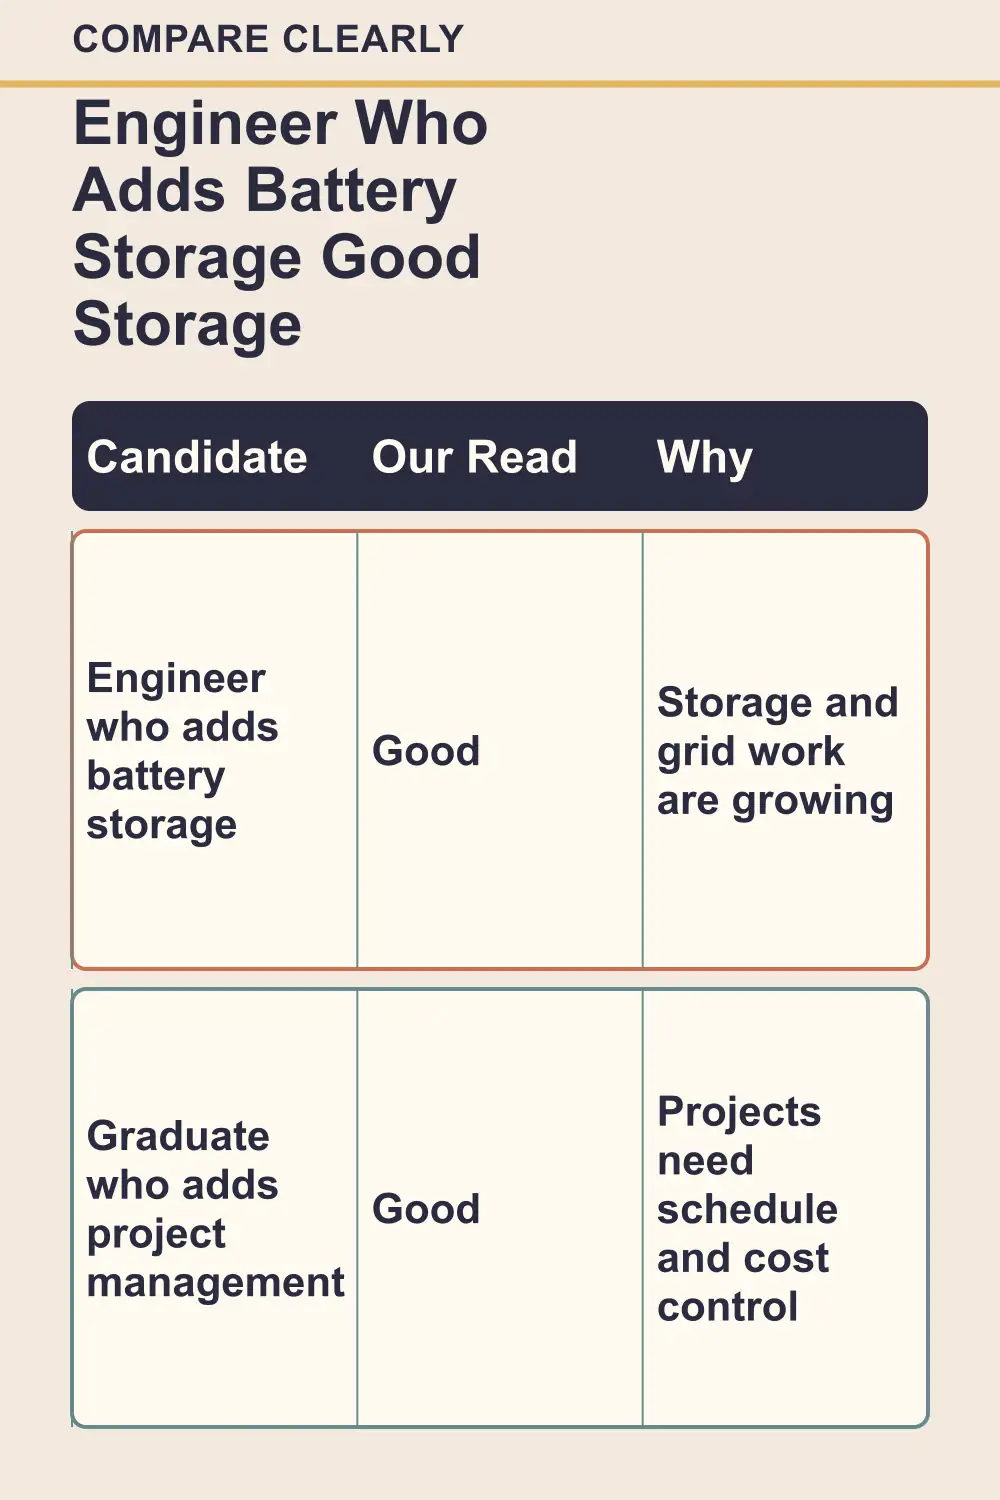 COMPARE CLEARLY
Engineer Who
Adds Battery
Storage Good
Storage
Candidate
Our Read
Why
Engineer
who adds
battery
storage
Good
Storage and
grid work
are growing
Graduate
who adds
project
management
Good
Projects
need
schedule
and cost
control